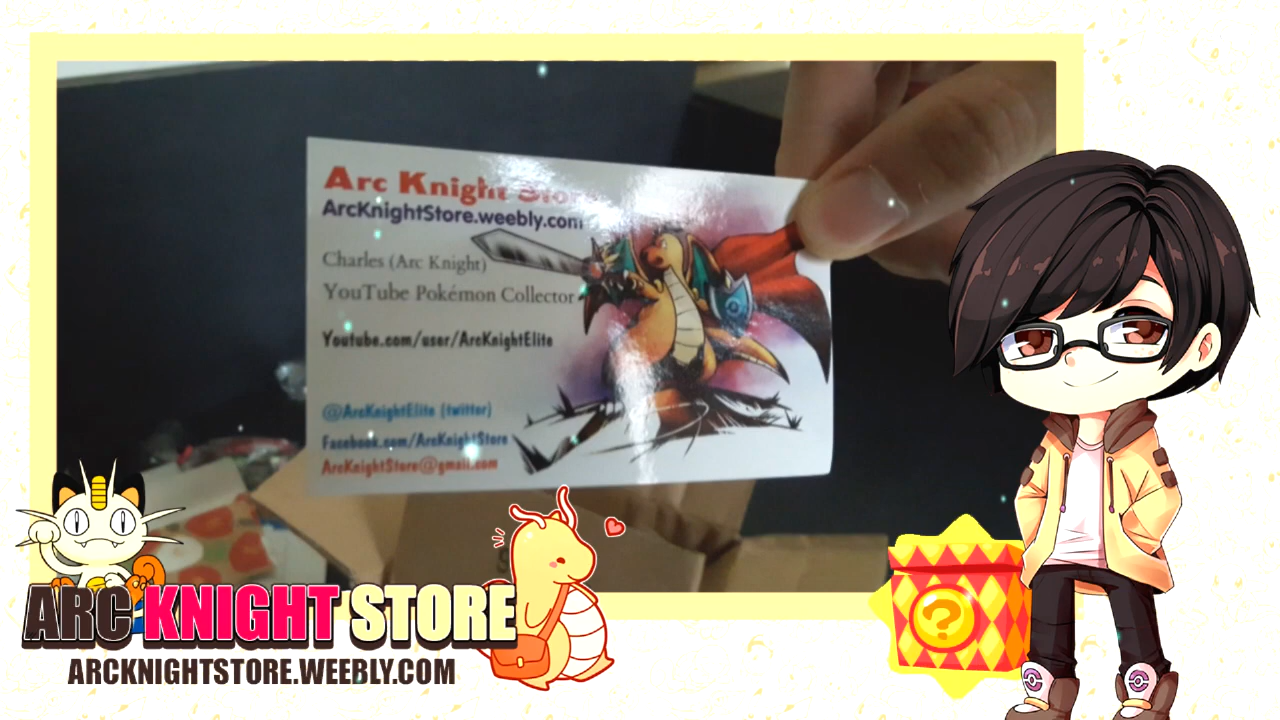 Arc Knight Store
ArcKnightStore.weebly.com
Charles (Arc Knight)
YouTube Pokémon Collector
Youtube.com/user/ArcKnightElite
@ArcKnightElite (twitter)
Facebook.com/ArcKnightStore
ArcKnightStore@gmail.com
ARC KNIGHT STORE
ARCKNIGHTSTORE.WEEBLY.COM
?